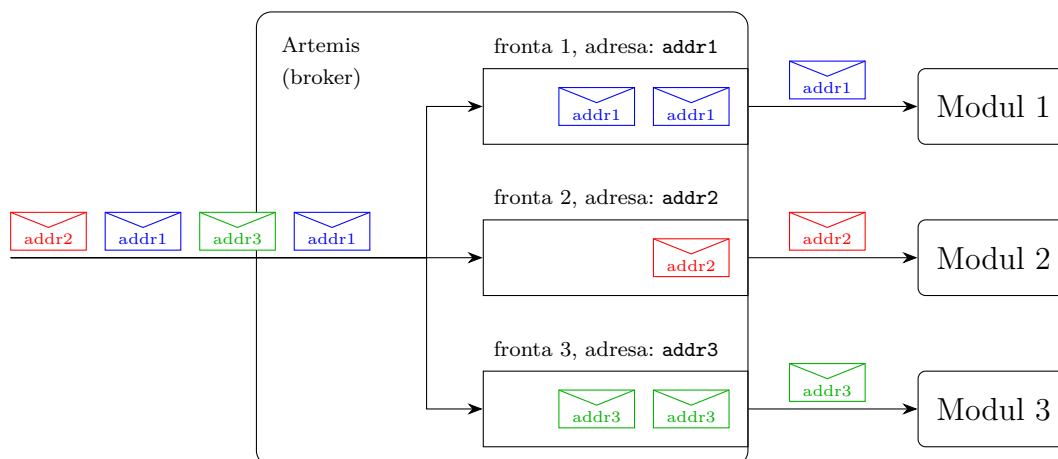 Artemis
(broker)
fronta 1, adresa: addr1
addr1 addr1
addr1
Modul 1
addr2 addr1 addr3 addr1
fronta 2, adresa: addr2
addr2
addr2
Modul 2
fronta 3, adresa: addr3
addr3 addr3
addr3
Modul 3